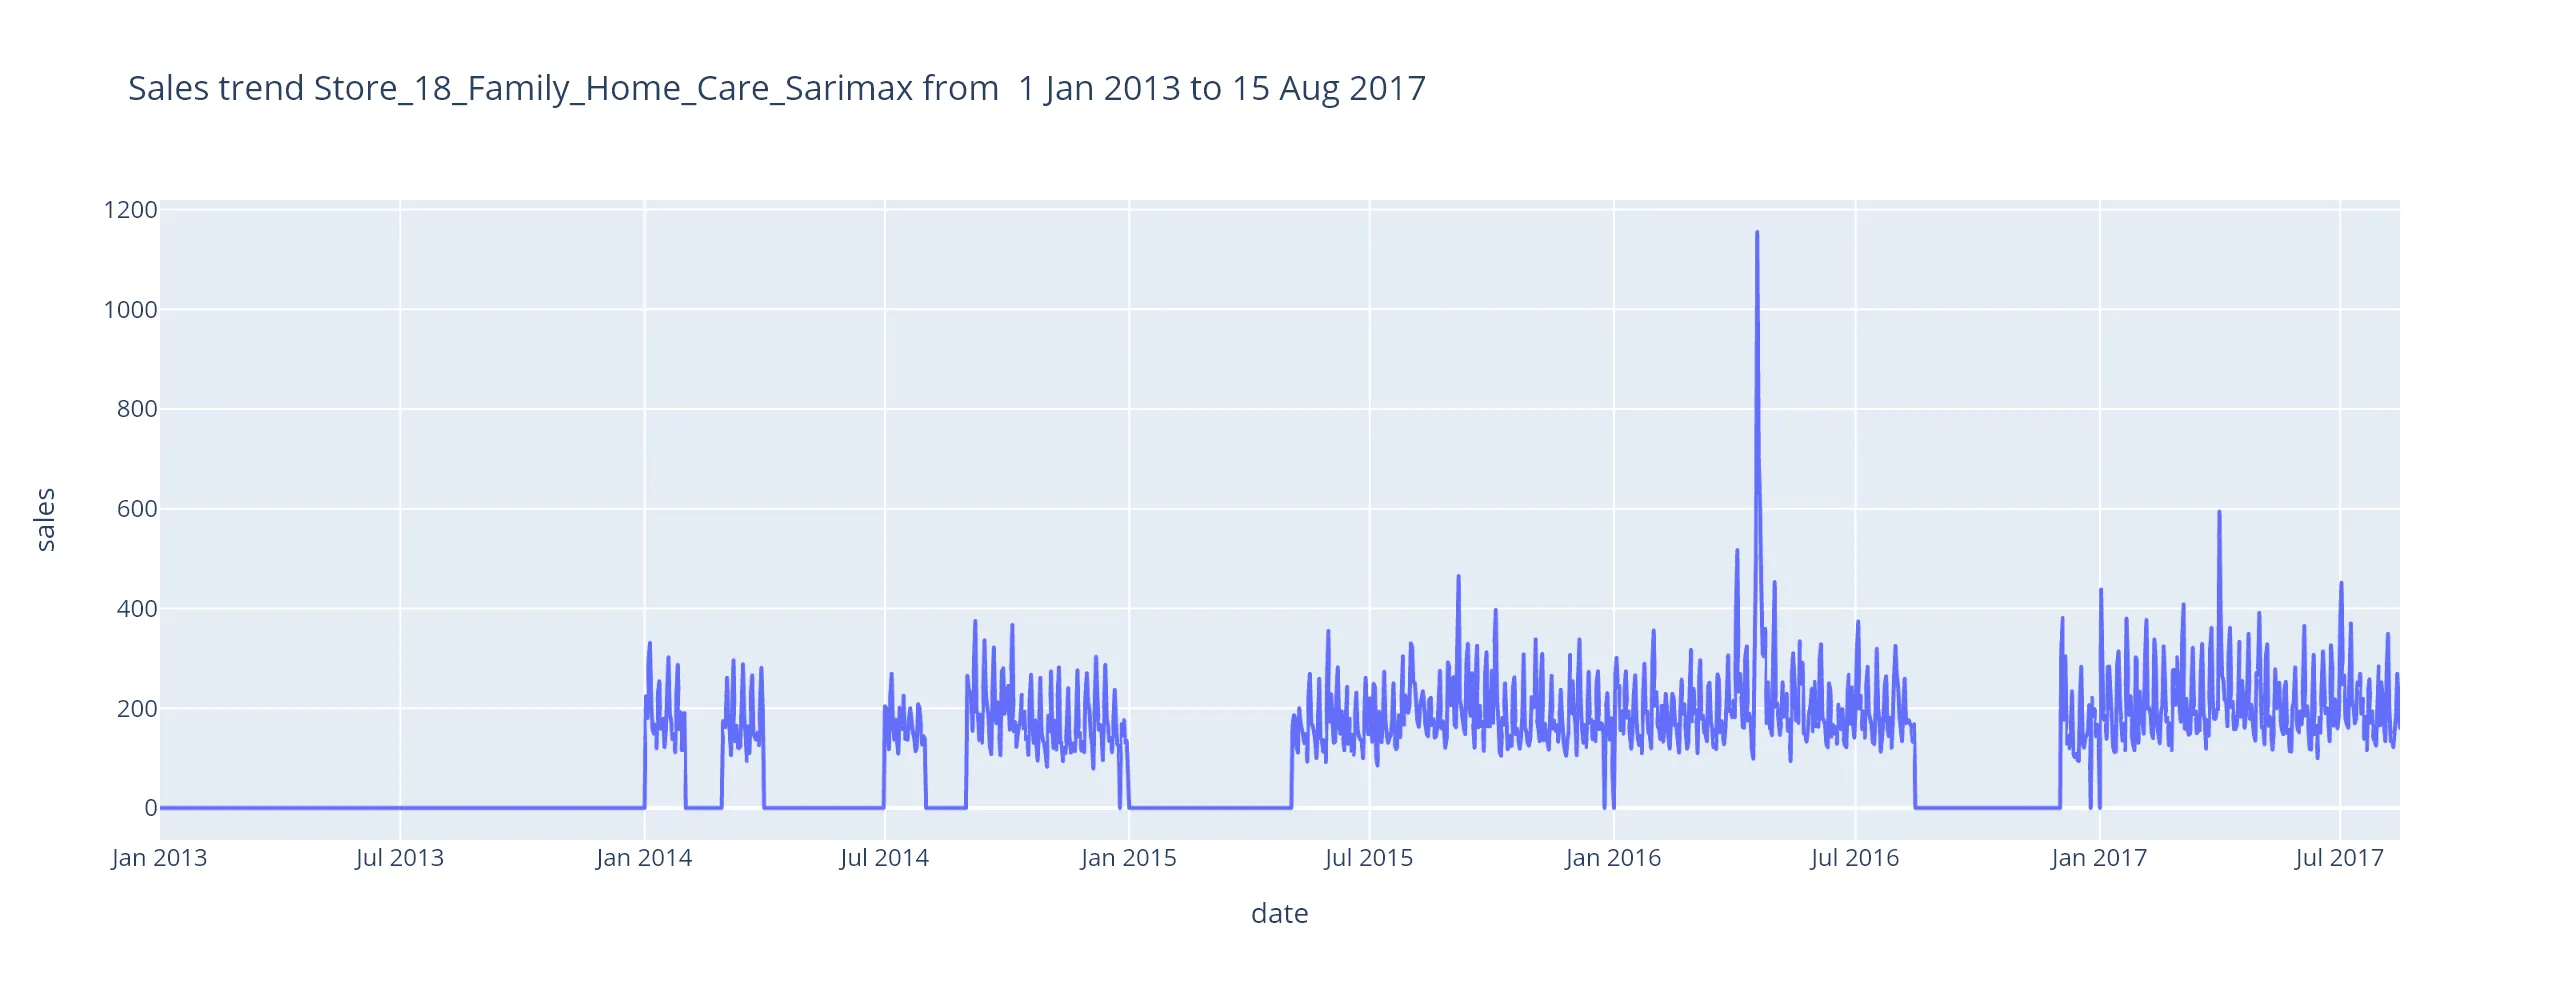 Sales trend Store_18_Family_Home_Care_Sarimax from  1 Jan 2013 to 15 Aug 2017
1200
1000
800
600
400
200
0
sales
Jan 2013 Jul 2013 Jan 2014 Jul 2014 Jan 2015 Jul 2015 Jan 2016 Jul 2016 Jan 2017 Jul 2017
date